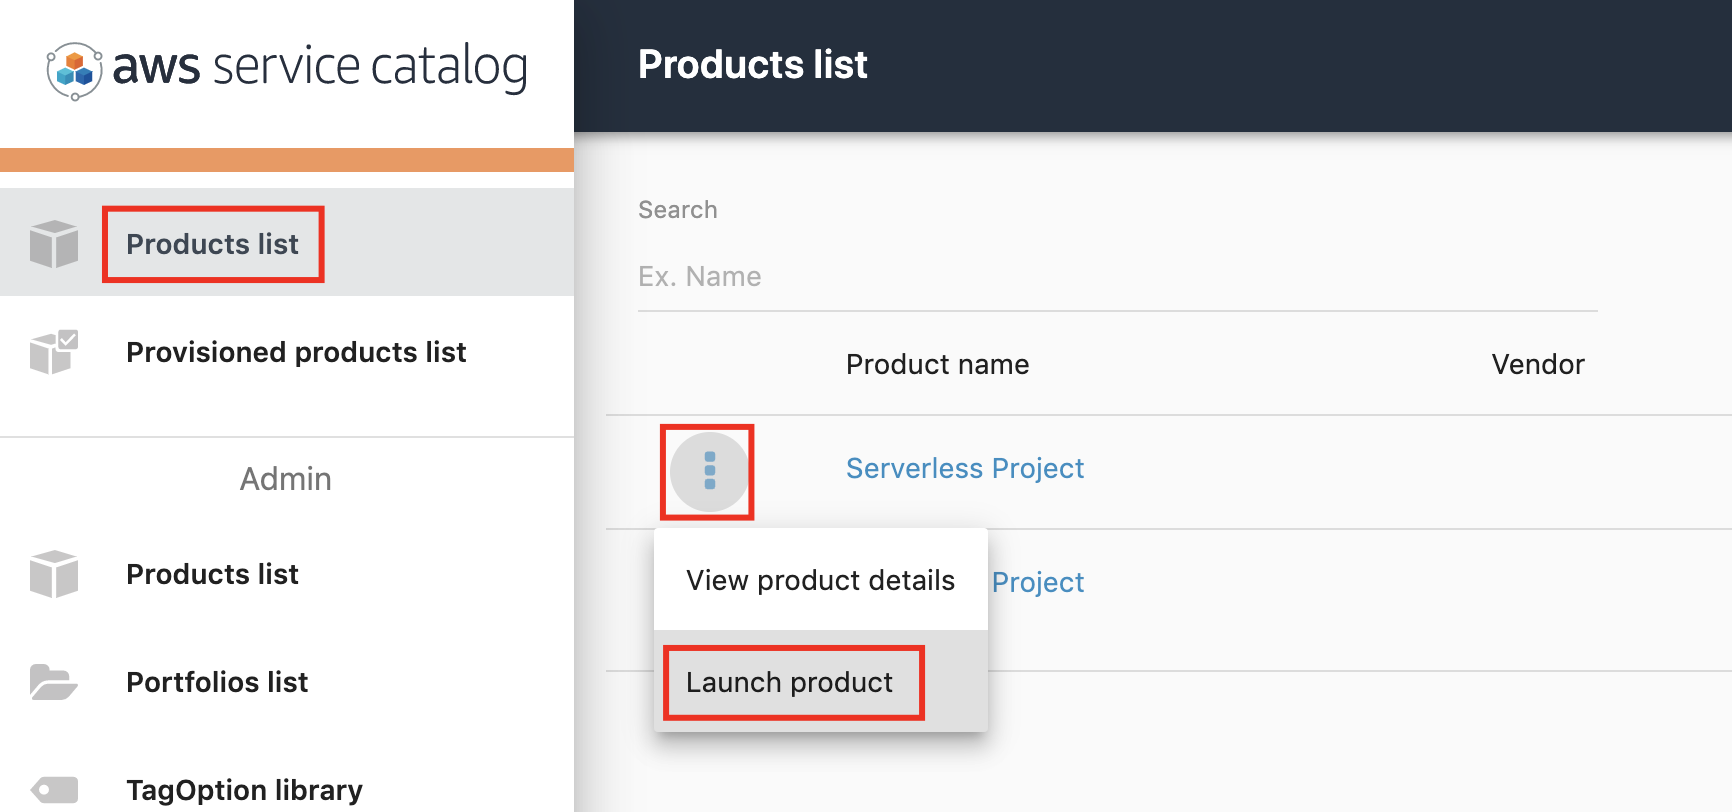 aws service catalog
Products list
Provisioned products list
Admin
Products list
Portfolios list
TagOption library
Products list
Search
Ex. Name
Product name Vendor
Serverless Project
View product details
Project
Launch product